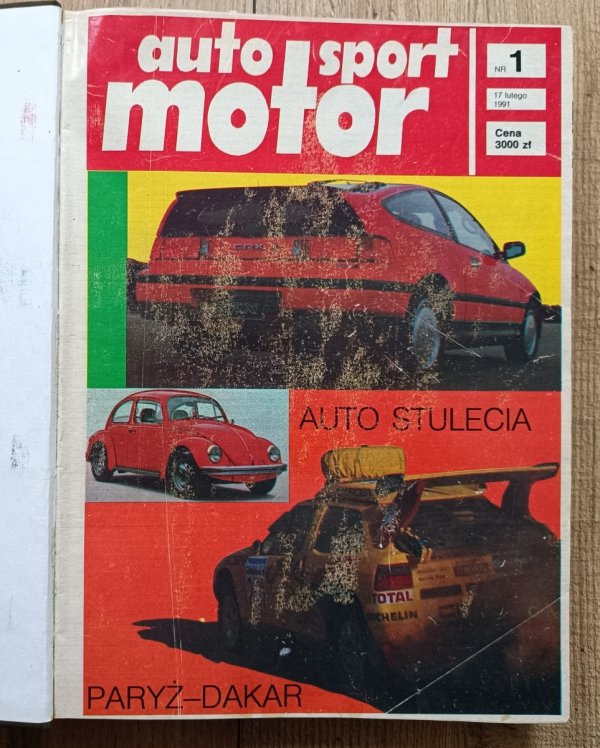 auto sport
motor
NR 1
17 lutego
1991
Cena
3000 zł
AUTO STULECIA
TOTAL
MICHELIN
PARYŻ–DAKAR